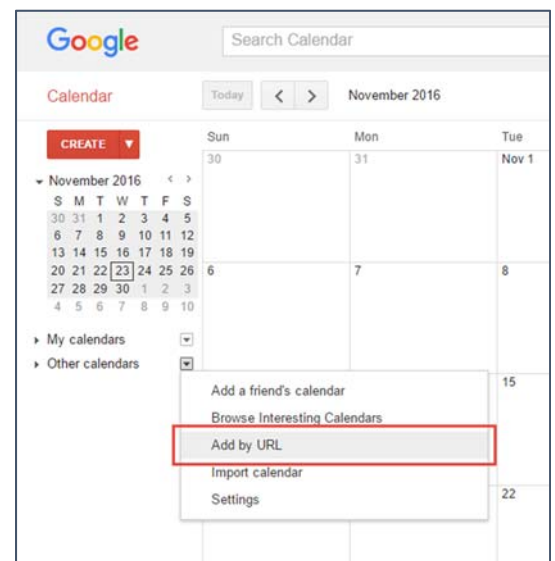 Google
Search Calendar
Calendar
Today
November 2016
CREATE
Sun Mon Tue
30 31 Nov 1
November 2016
S M T W T F S
30 31 1 2 3 4 5
6 7 8 9 10 11 12
13 14 15 16 17 18 19
20 21 22 23 24 25 26
27 28 29 30 1 2 3
4 5 6 7 8 9 10
6 7 8
My calendars
Other calendars
Add a friend's calendar
Browse Interesting Calendars
Add by URL
Import calendar
Settings
15
22